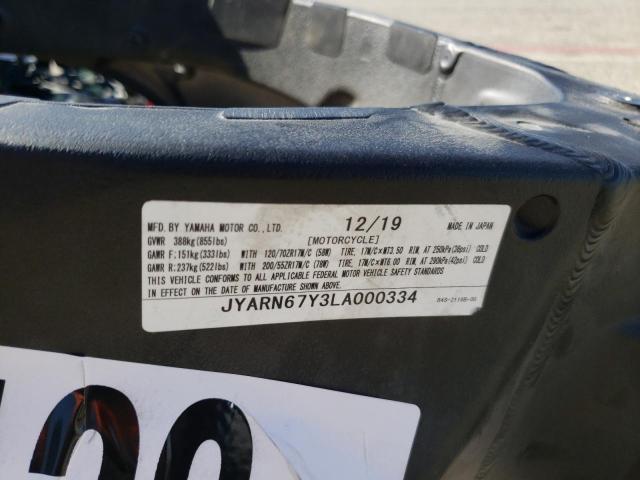 MFD. BY YAMAHA MOTOR CO., LTD. 12/19 MADE IN JAPAN
GVWR 388kg(855lbs) [MOTORCYCLE]
GAWR F:151kg(333lbs) WITH 120/70ZR17M/C (58W) TIRE, 17M/C×MT3.50 RIM, AT 250kPa(36psi) COLD
GAWR R:237kg(522lbs) WITH 200/55ZR17M/C (78W) TIRE, 17M/C×MT6.00 RIM, AT 290kPa(42psi) COLD
THIS VEHICLE CONFORMS TO ALL APPLICABLE FEDERAL MOTOR VEHICLE SAFETY STANDARDS
IN EFFECT ON THE DATE OF MANUFACTURE SHOWN ABOVE.
JYARN67Y3LA000334